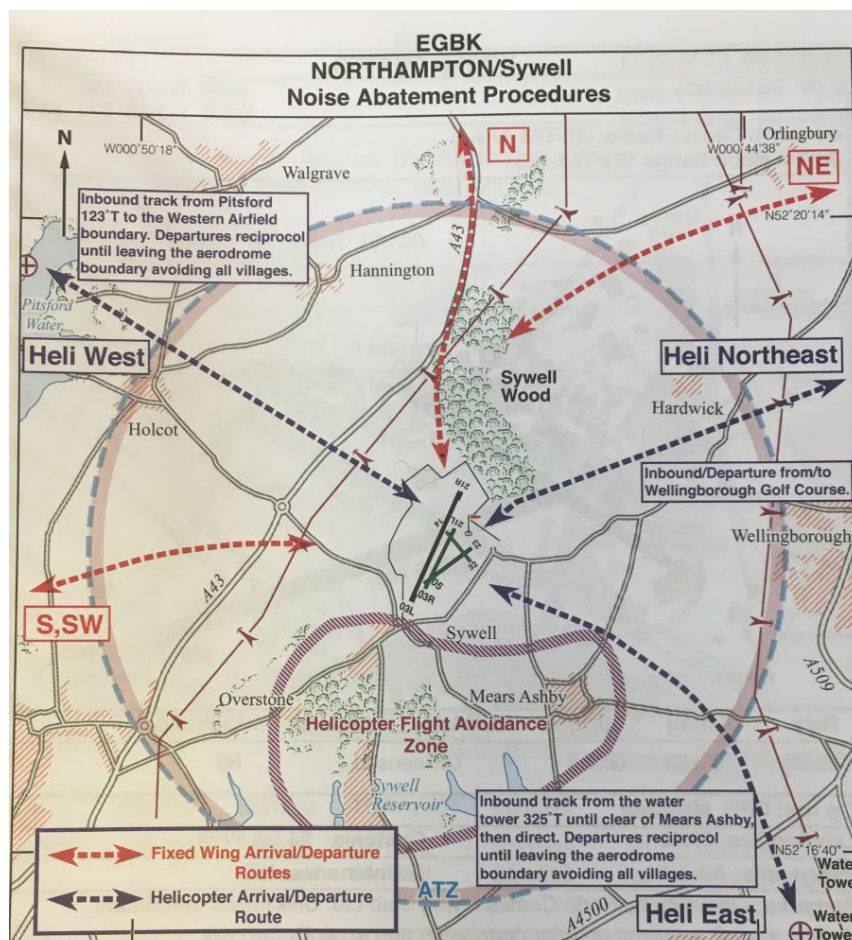 EGBK
NORTHAMPTON/Sywell
Noise Abatement Procedures
N
W000°50'18"
Walgrave
N
W000°44'38"
Orlingbury
NE
N52°20'14"
Inbound track from Pitsford
123°T to the Western Airfield
boundary. Departures reciprocol
until leaving the aerodrome
boundary avoiding all villages.
A43
Hannington
Pitsford
Water
Heli West
Heli Northeast
Sywell
Wood
Hardwick
Holcot
Inbound/Departure from/to
Wellingborough Golf Course.
21R
21L
14
23
32
05
03R
03L
Wellingborough
A43
S,SW
Sywell
A509
Overstone
Mears Ashby
Helicopter Flight Avoidance
Zone
Sywell
Reservoir
Inbound track from the water
tower 325°T until clear of Mears Ashby,
then direct. Departures reciprocol
until leaving the aerodrome
boundary avoiding all villages.
N52°16'40"
Water
Tower
Fixed Wing Arrival/Departure
Routes
Helicopter Arrival/Departure
Route
ATZ
A4500
Heli East
Water
Tower